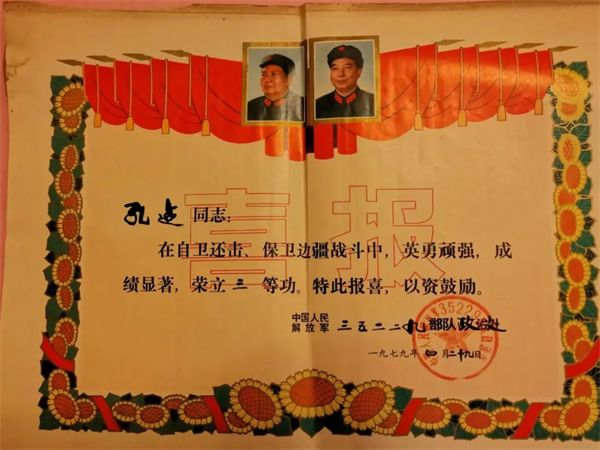 喜报
孔进 同志：
在自卫还击、保卫边疆战斗中，英勇顽强，成
绩显著，荣立 三 等功。特此报喜，以资鼓励。
中国人民
解放军 三五二二九部队政治处
一九七九年 四 月 二十九日